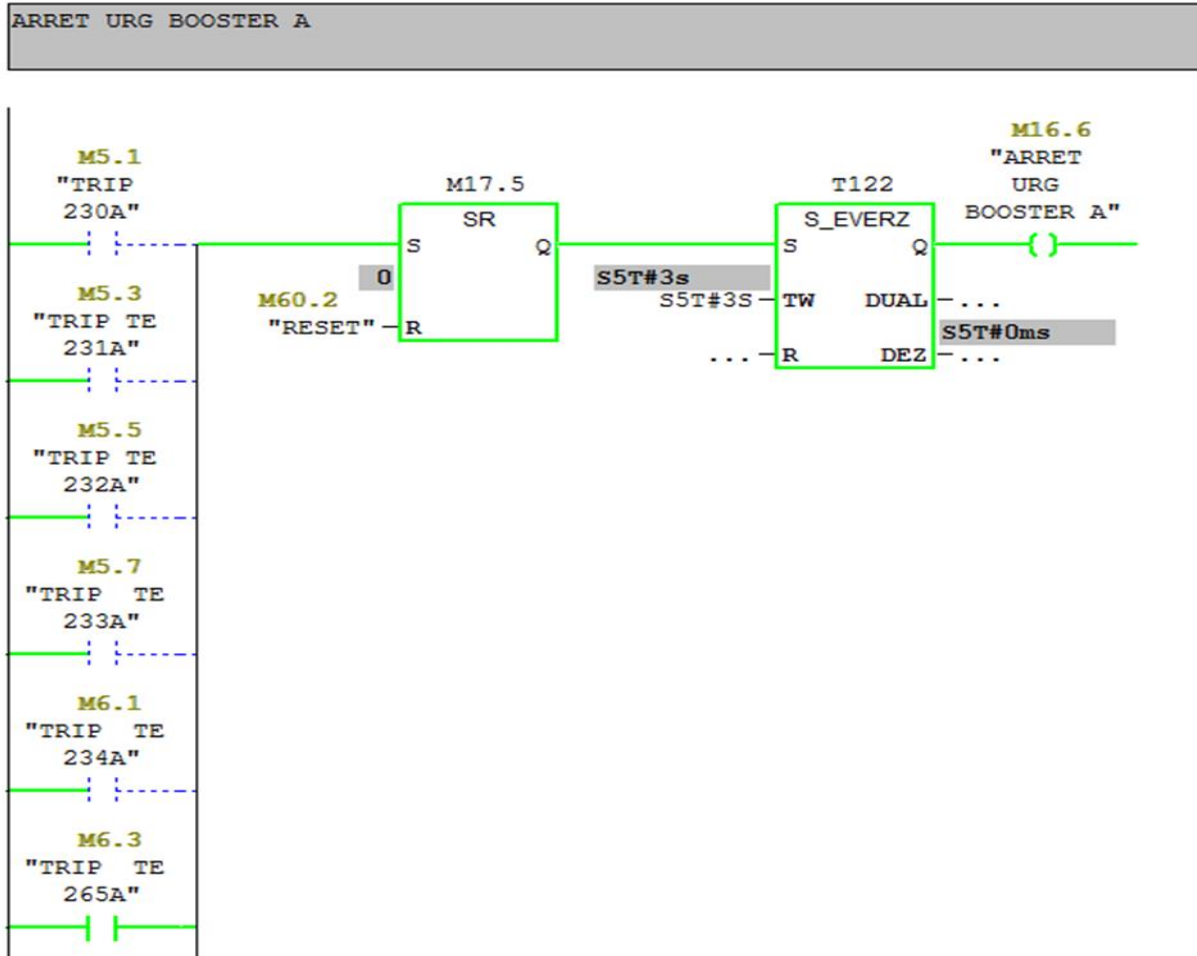 ARRET URG BOOSTER A
M5.1
"TRIP
230A"
M17.5
SR
S
Q
0
M60.2
"RESET"
R
T122
S_EVERZ
S
Q
S5T#3s
S5T#3S
TW
DUAL
...
S5T#0ms
...
R
DEZ
...
M16.6
"ARRET
URG
BOOSTER A"
M5.3
"TRIP TE
231A"
M5.5
"TRIP TE
232A"
M5.7
"TRIP  TE
233A"
M6.1
"TRIP  TE
234A"
M6.3
"TRIP  TE
265A"